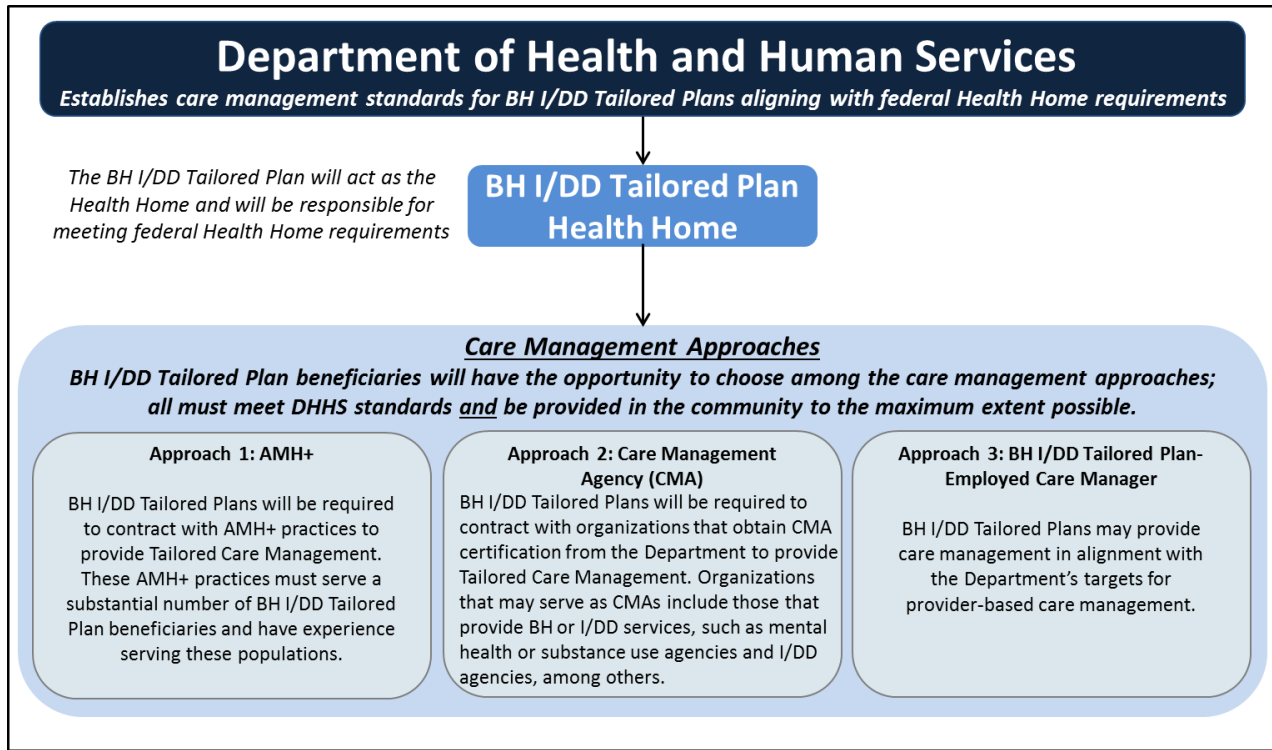 Department of Health and Human Services
Establishes care management standards for BH I/DD Tailored Plans aligning with federal Health Home requirements
The BH I/DD Tailored Plan will act as the
Health Home and will be responsible for
meeting federal Health Home requirements
BH I/DD Tailored Plan
Health Home
Care Management Approaches
BH I/DD Tailored Plan beneficiaries will have the opportunity to choose among the care management approaches;
all must meet DHHS standards and be provided in the community to the maximum extent possible.
Approach 1: AMH+
BH I/DD Tailored Plans will be required
to contract with AMH+ practices to
provide Tailored Care Management.
These AMH+ practices must serve a
substantial number of BH I/DD Tailored
Plan beneficiaries and have experience
serving these populations.
Approach 2: Care Management
Agency (CMA)
BH I/DD Tailored Plans will be required to
contract with organizations that obtain CMA
certification from the Department to provide
Tailored Care Management. Organizations
that may serve as CMAs include those that
provide BH or I/DD services, such as mental
health or substance use agencies and I/DD
agencies, among others.
Approach 3: BH I/DD Tailored Plan-
Employed Care Manager
BH I/DD Tailored Plans may provide
care management in alignment with
the Department's targets for
provider-based care management.